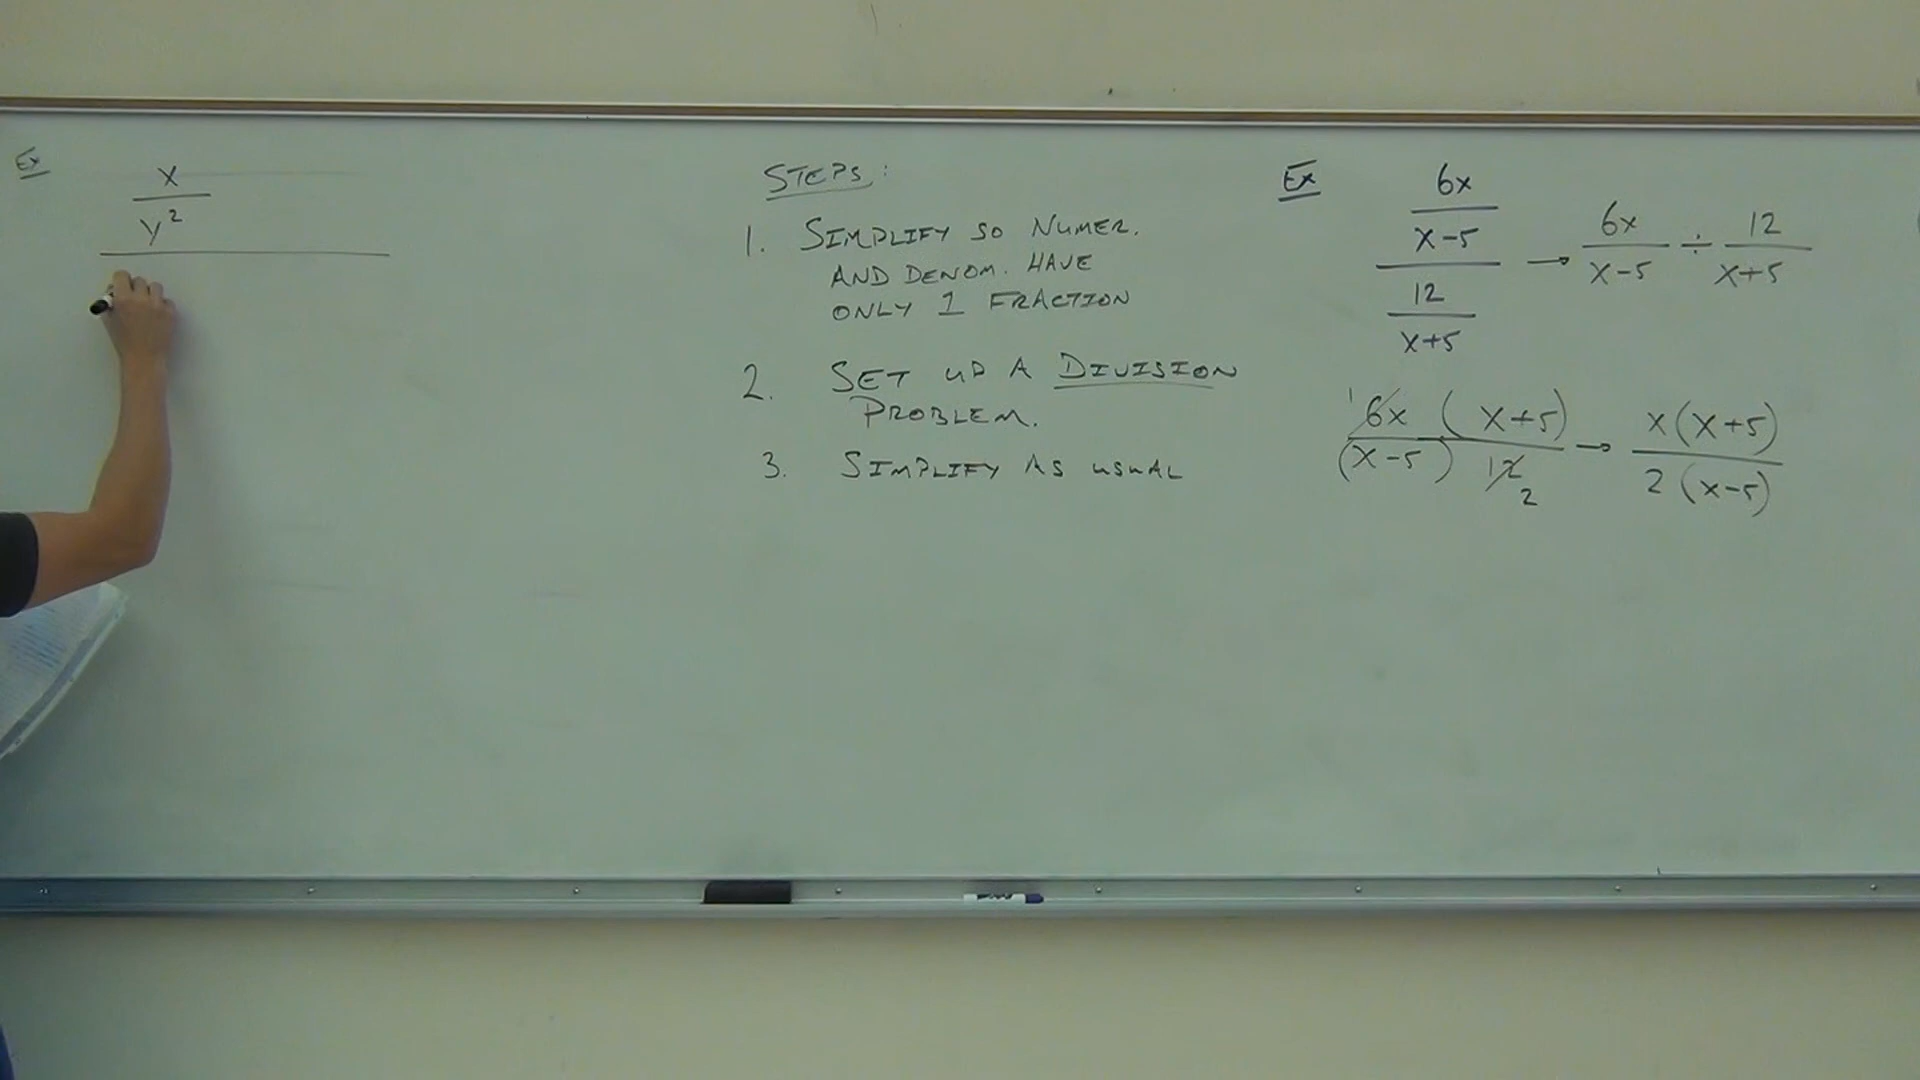 Ex
x
y²
STEPS:
1. SIMPLIFY SO NUMER.
AND DENOM. HAVE
ONLY 1 FRACTION
2. SET UP A DIVISION
PROBLEM.
3. SIMPLIFY AS USUAL
Ex
6x
x-5
12
x+5
→ 6x/x-5 ÷ 12/x+5
1 6x (x+5)
(x-5) 12 2
→ x(x+5)
2(x-5)